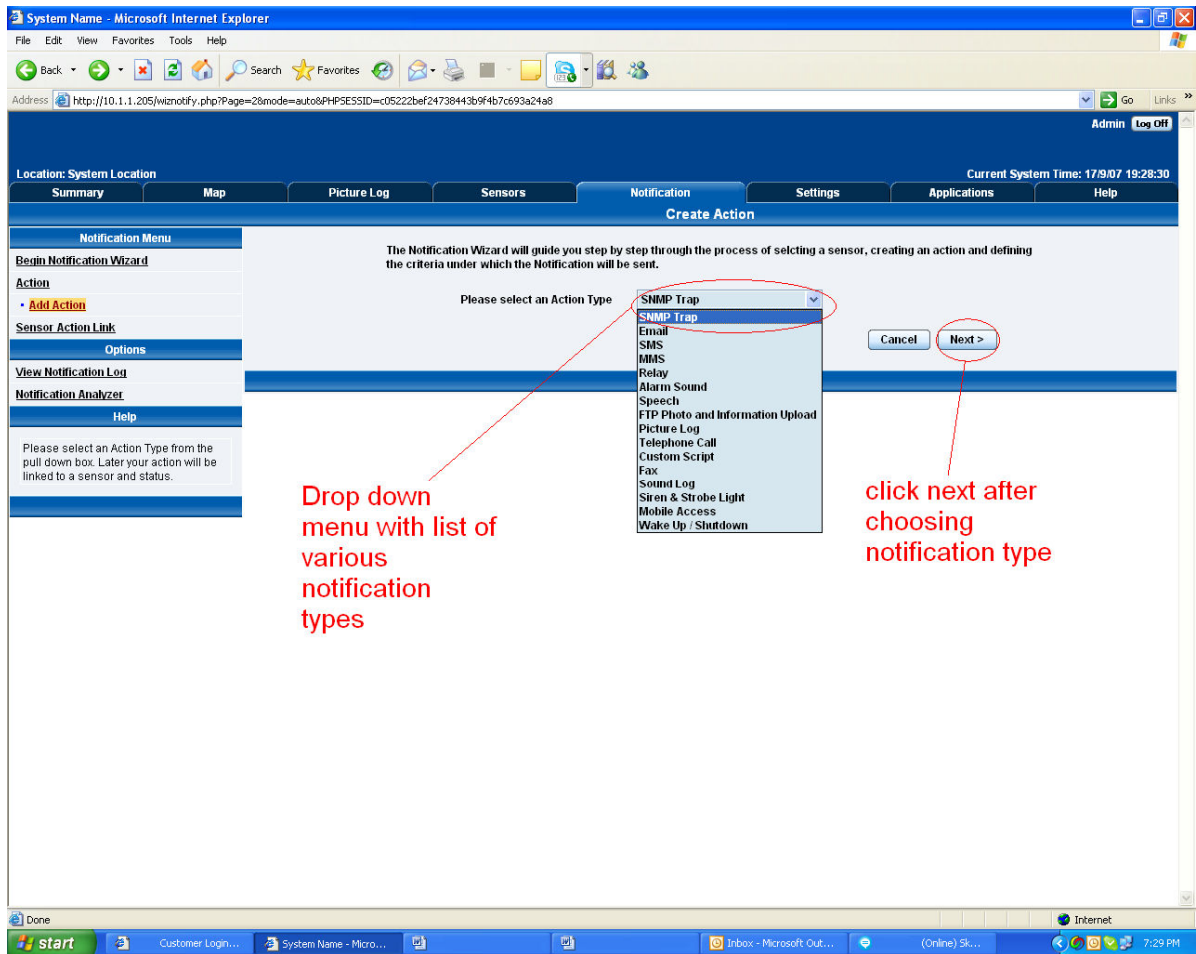 System Name - Microsoft Internet Explorer
File Edit View Favorites Tools Help
Back Search Favorites
Address http://10.1.1.205/wiznotify.php?Page=2&mode=auto&PHPSESSID=c05222bef24738443b9f4b7c693a24a8 Go Links »
Admin Log Off
Location: System Location Current System Time: 17/9/07 19:28:30
Summary Map Picture Log Sensors Notification Settings Applications Help
Create Action
Notification Menu
Begin Notification Wizard
Action
Add Action
Sensor Action Link
Options
View Notification Log
Notification Analyzer
Help
Please select an Action Type from the
pull down box. Later your action will be
linked to a sensor and status.
The Notification Wizard will guide you step by step through the process of selcting a sensor, creating an action and defining
the criteria under which the Notification will be sent.
Please select an Action Type SNMP Trap
SNMP Trap
Email
SMS
MMS
Relay
Alarm Sound
Speech
FTP Photo and Information Upload
Picture Log
Telephone Call
Custom Script
Fax
Sound Log
Siren & Strobe Light
Mobile Access
Wake Up / Shutdown
Cancel Next >
Drop down
menu with list of
various
notification
types
click next after
choosing
notification type
Done Internet
start Customer Login... System Name - Micro... Inbox - Microsoft Out... (Online) Sk... 7:29 PM